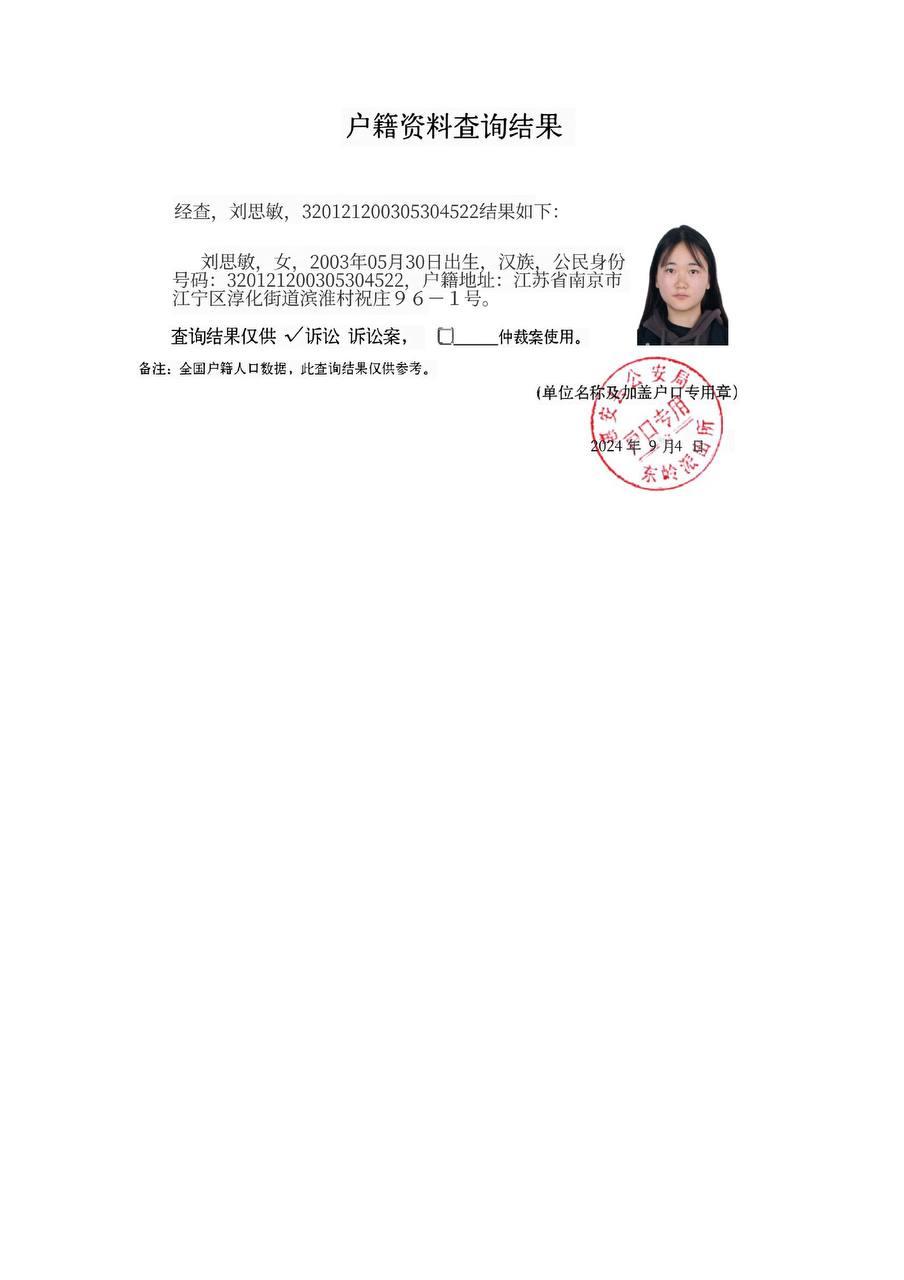 户籍资料查询结果
经查，刘思敏，320121200305304522结果如下：
刘思敏，女，2003年05月30日出生，汉族，公民身份
号码：320121200305304522，户籍地址：江苏省南京市
江宁区淳化街道滨淮村祝庄９６－１号。
查询结果仅供 ✓诉讼 诉讼案， □_____仲裁案使用。
备注：全国户籍人口数据，此查询结果仅供参考。
(单位名称及加盖户口专用章）
安县公安局
户口专用
2024 年 9 月4 日
东岭派出所